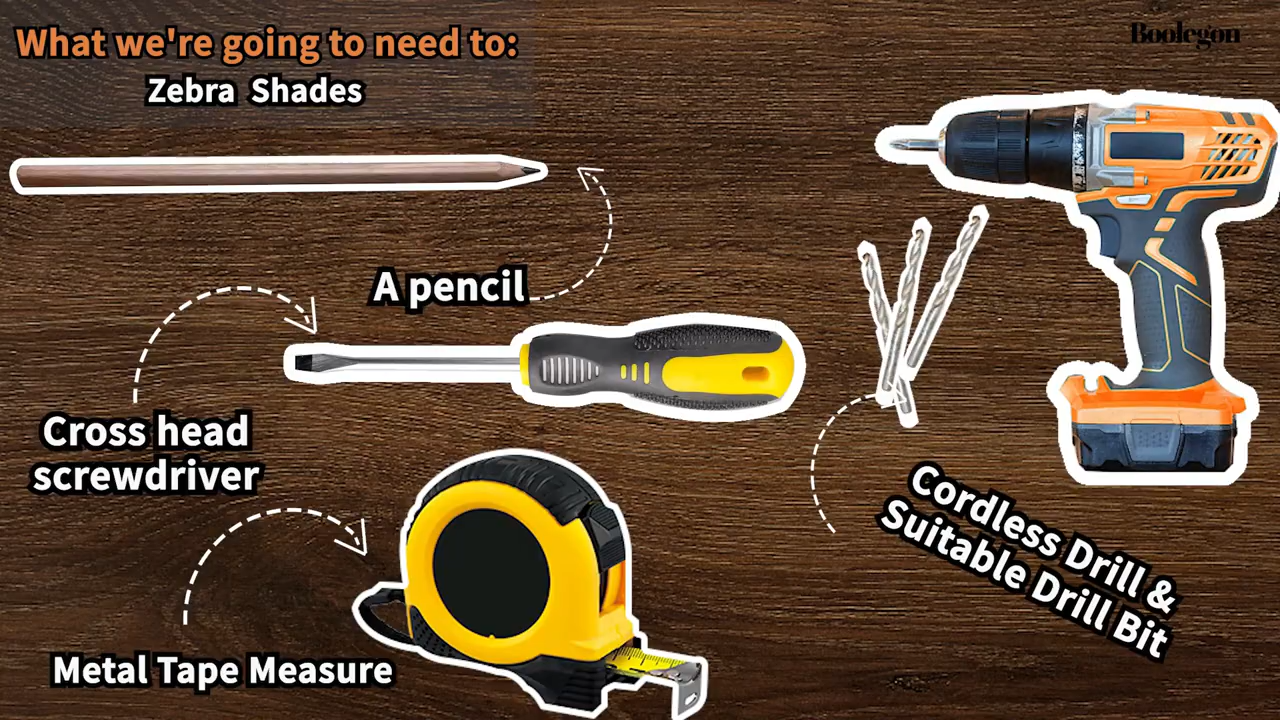 What we're going to need to:
Zebra Shades
Boolegon
A pencil
Cross head
screwdriver
Metal Tape Measure
Cordless Drill &
Suitable Drill Bit